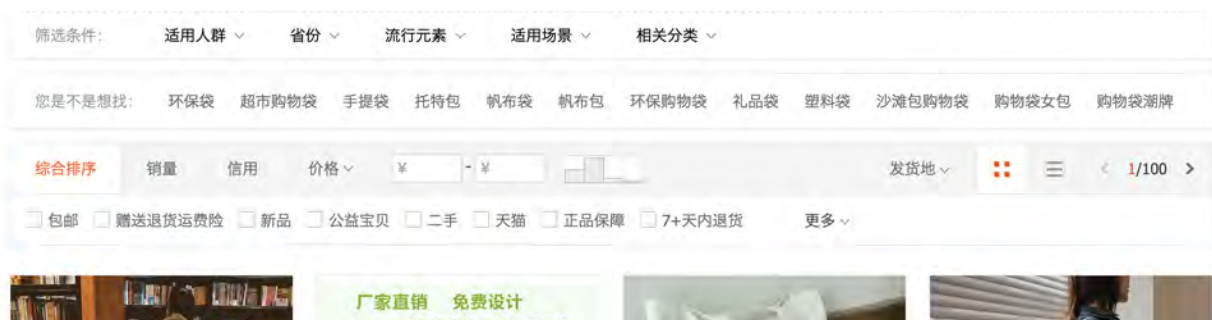 筛选条件: 适用人群 省份 流行元素 适用场景 相关分类
您是不是想找: 环保袋 超市购物袋 手提袋 托特包 帆布袋 帆布包 环保购物袋 礼品袋 塑料袋 沙滩包购物袋 购物袋女包 购物袋潮牌
综合排序 销量 信用 价格 ¥ - ¥ 发货地 < 1/100 >
包邮 赠送退货运费险 新品 公益宝贝 二手 天猫 正品保障 7+天内退货 更多
厂家直销 免费设计